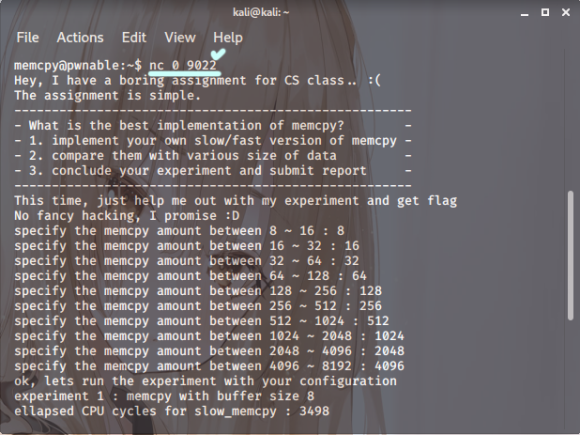 kali@kali: ~
File Actions Edit View Help
memcpy@pwnable:~$ nc 0 9022
Hey, I have a boring assignment for CS class.. :(
The assignment is simple.
-----------------------------------------------------
- What is the best implementation of memcpy?        -
- 1. implement your own slow/fast version of memcpy -
- 2. compare them with various size of data         -
- 3. conclude your experiment and submit report     -
-----------------------------------------------------
This time, just help me out with my experiment and get flag
No fancy hacking, I promise :D
specify the memcpy amount between 8 ~ 16 : 8
specify the memcpy amount between 16 ~ 32 : 16
specify the memcpy amount between 32 ~ 64 : 32
specify the memcpy amount between 64 ~ 128 : 64
specify the memcpy amount between 128 ~ 256 : 128
specify the memcpy amount between 256 ~ 512 : 256
specify the memcpy amount between 512 ~ 1024 : 512
specify the memcpy amount between 1024 ~ 2048 : 1024
specify the memcpy amount between 2048 ~ 4096 : 2048
specify the memcpy amount between 4096 ~ 8192 : 4096
ok, lets run the experiment with your configuration
experiment 1 : memcpy with buffer size 8
ellapsed CPU cycles for slow_memcpy : 3498